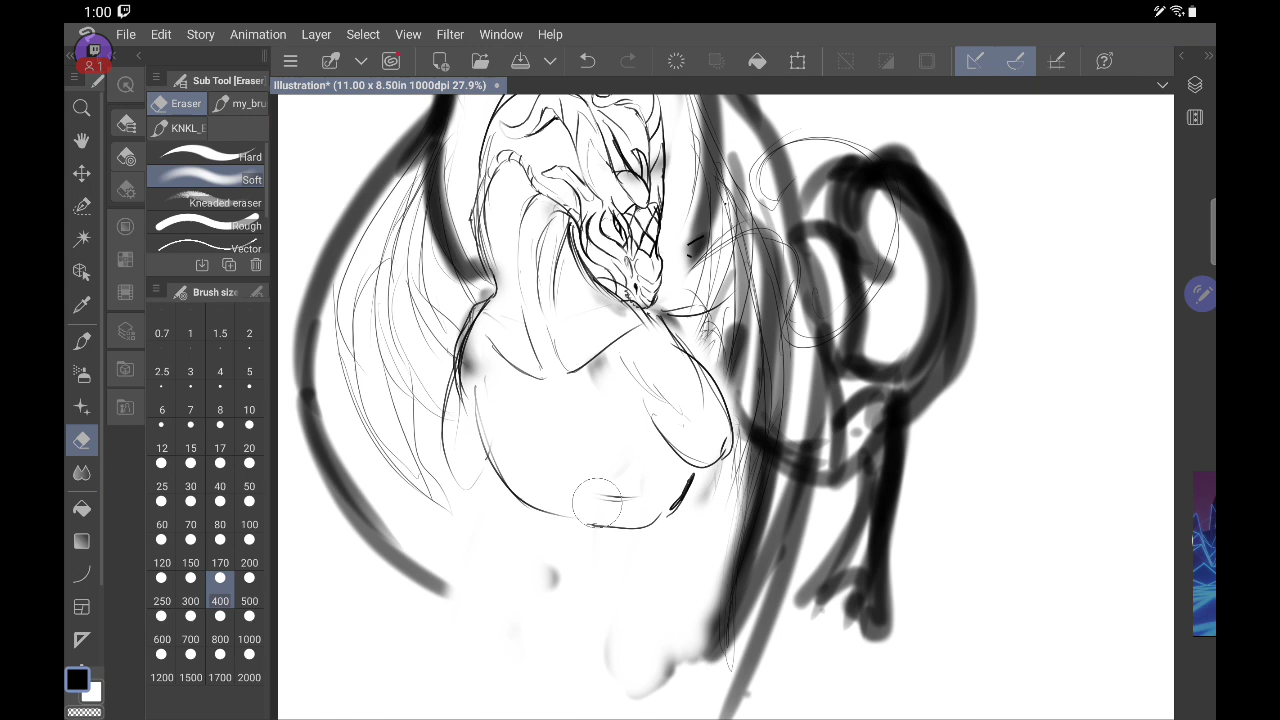 1:00
File Edit Story Animation Layer Select View Filter Window Help
1
Sub Tool [Eraser
Illustration* (11.00 x 8.50in 1000dpi 27.9%)
Eraser my_bru
KNKL_E
Hard
Soft
Kneaded eraser
Rough
Vector
Brush size
0.7 1 1.5 2
2.5 3 4 5
6 7 8 10
12 15 17 20
25 30 40 50
60 70 80 100
120 150 170 200
250 300 400 500
600 700 800 1000
1200 1500 1700 2000